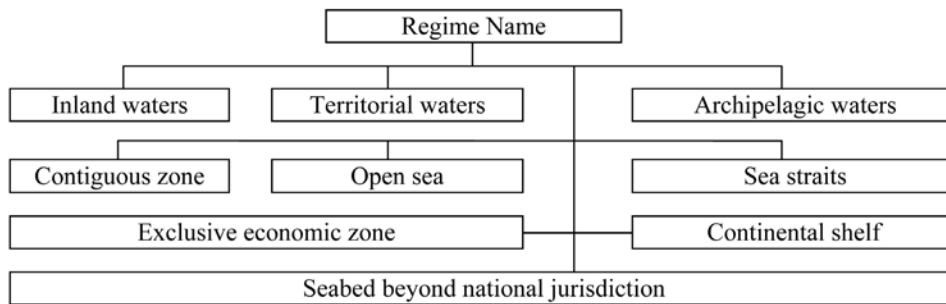 Regime Name
Inland waters
Territorial waters
Archipelagic waters
Contiguous zone
Open sea
Sea straits
Exclusive economic zone
Continental shelf
Seabed beyond national jurisdiction